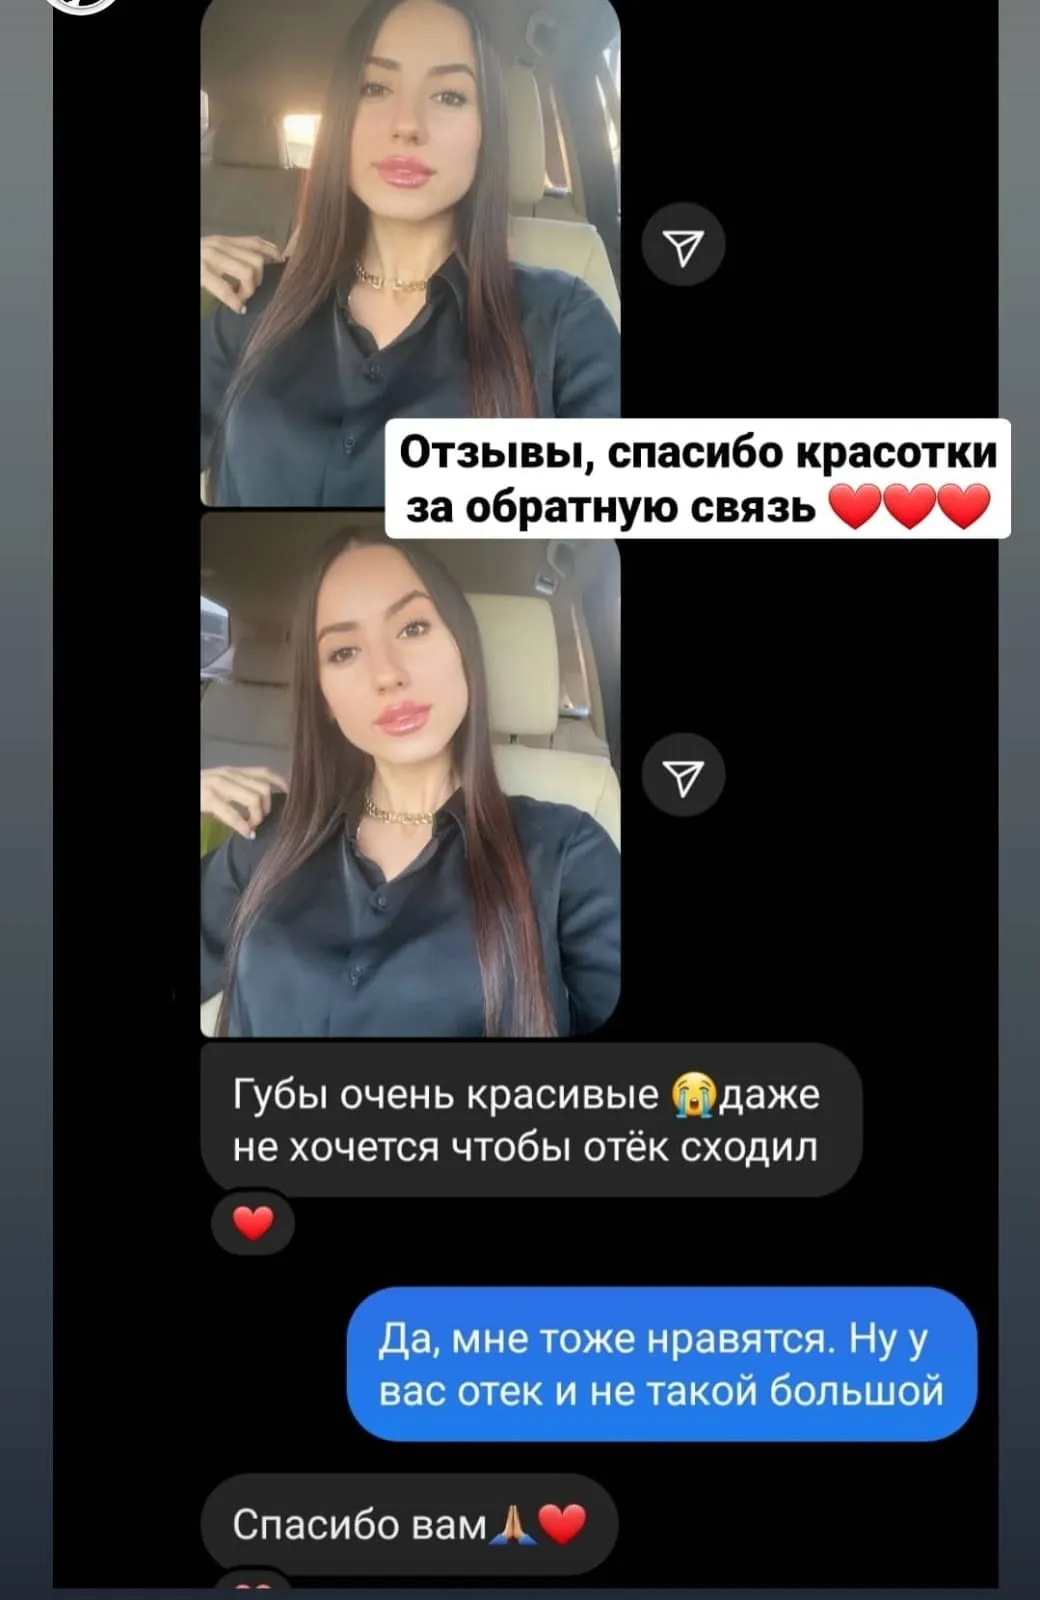 Отзывы, спасибо красотки
за обратную связь ❤️❤️❤️
Губы очень красивые 😭даже
не хочется чтобы отёк сходил
Да, мне тоже нравятся. Ну у
вас отек и не такой большой
Спасибо вам🙏🏽❤️